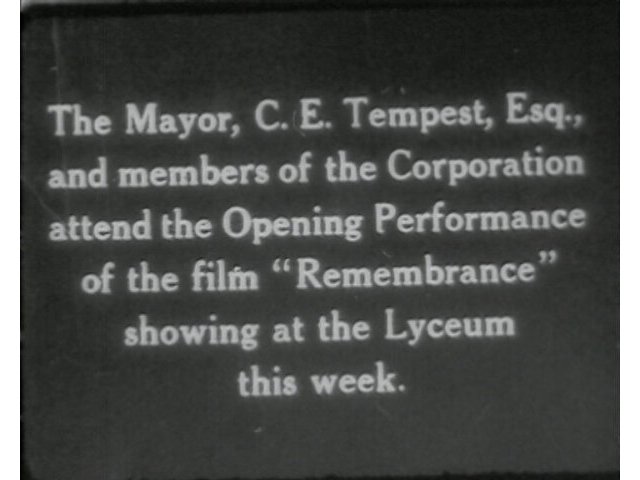 The Mayor, C. E. Tempest, Esq.,
and members of the Corporation
attend the Opening Performance
of the film "Remembrance"
showing at the Lyceum
this week.